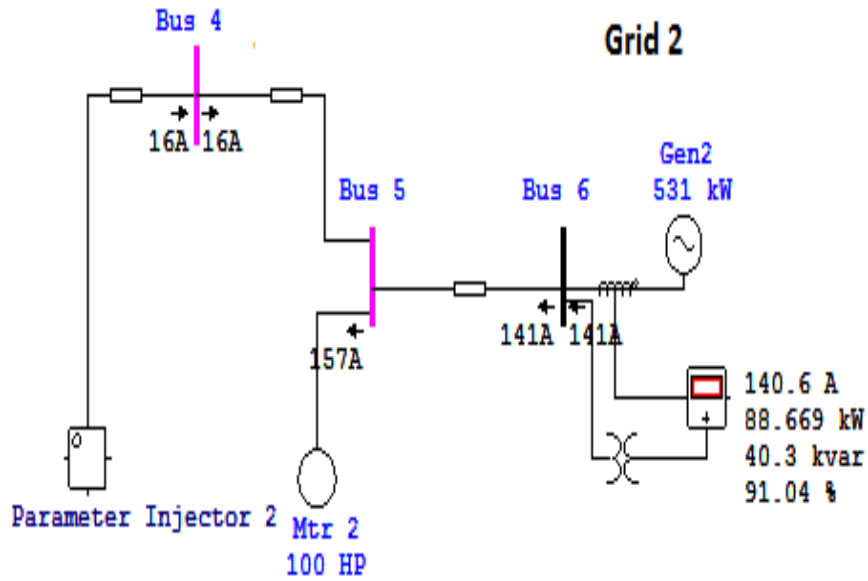 Bus 4
Grid 2
16A 16A
Gen2
531 kW
Bus 5
Bus 6
141A 141A
157A
140.6 A
88.669 kW
40.3 kvar
91.04 %
Parameter Injector 2
Mtr 2
100 HP